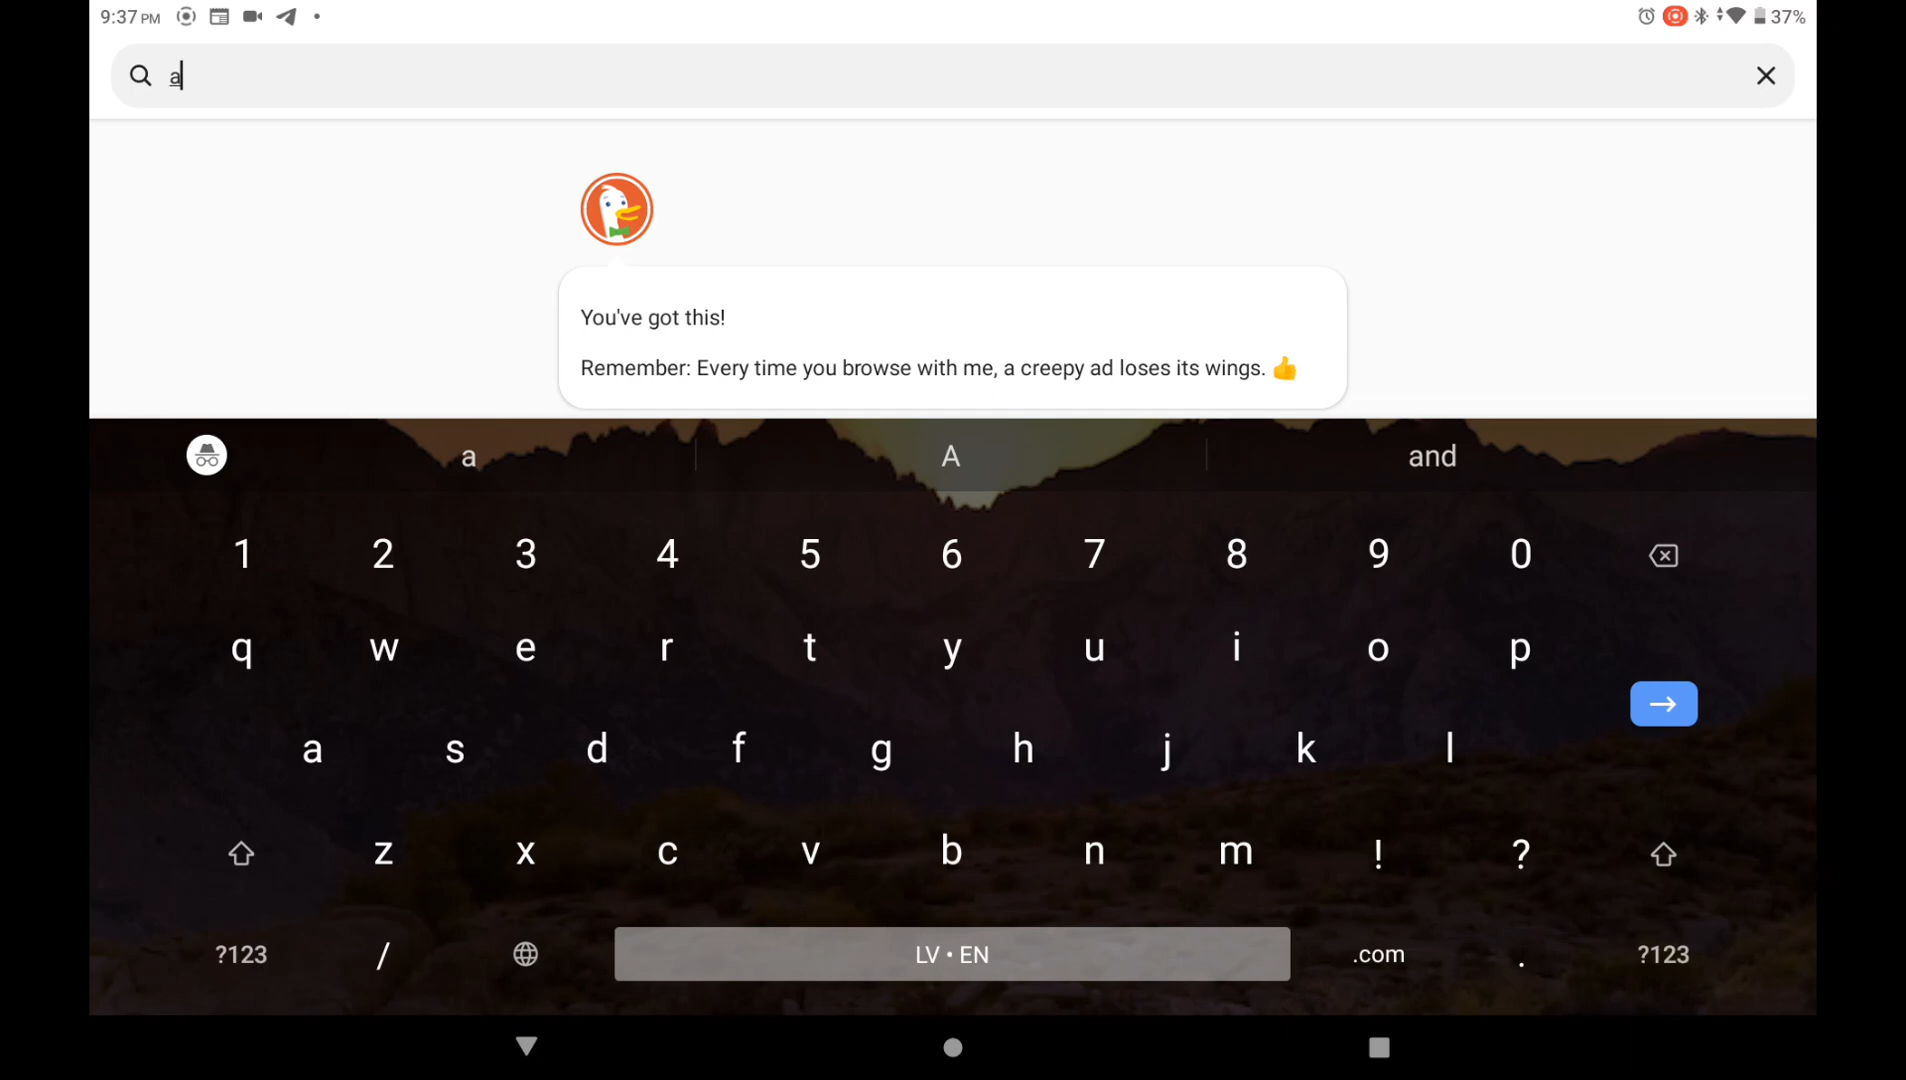 9:37 PM 37%
a
You've got this!
Remember: Every time you browse with me, a creepy ad loses its wings. 👍
a A and
1 2 3 4 5 6 7 8 9 0
q w e r t y u i o p
a s d f g h j k l
z x c v b n m ! ?
?123 / LV • EN .com . ?123